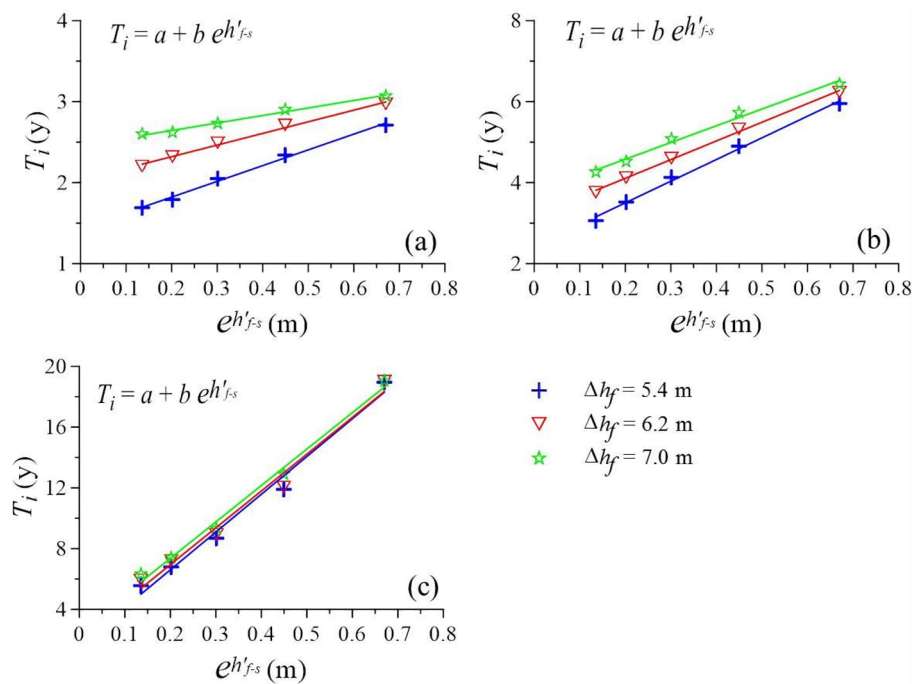 4
3
2
1
T_i (y)
T_i = a + b e^{h'_{f-s}}
(a)
0 0.1 0.2 0.3 0.4 0.5 0.6 0.7 0.8
e^{h'_{f-s}} (m)
8
6
4
2
T_i (y)
T_i = a + b e^{h'_{f-s}}
(b)
0 0.1 0.2 0.3 0.4 0.5 0.6 0.7 0.8
e^{h'_{f-s}} (m)
20
16
12
8
4
T_i (y)
T_i = a + b e^{h'_{f-s}}
(c)
0 0.1 0.2 0.3 0.4 0.5 0.6 0.7 0.8
e^{h'_{f-s}} (m)
Δh_f = 5.4 m
Δh_f = 6.2 m
Δh_f = 7.0 m